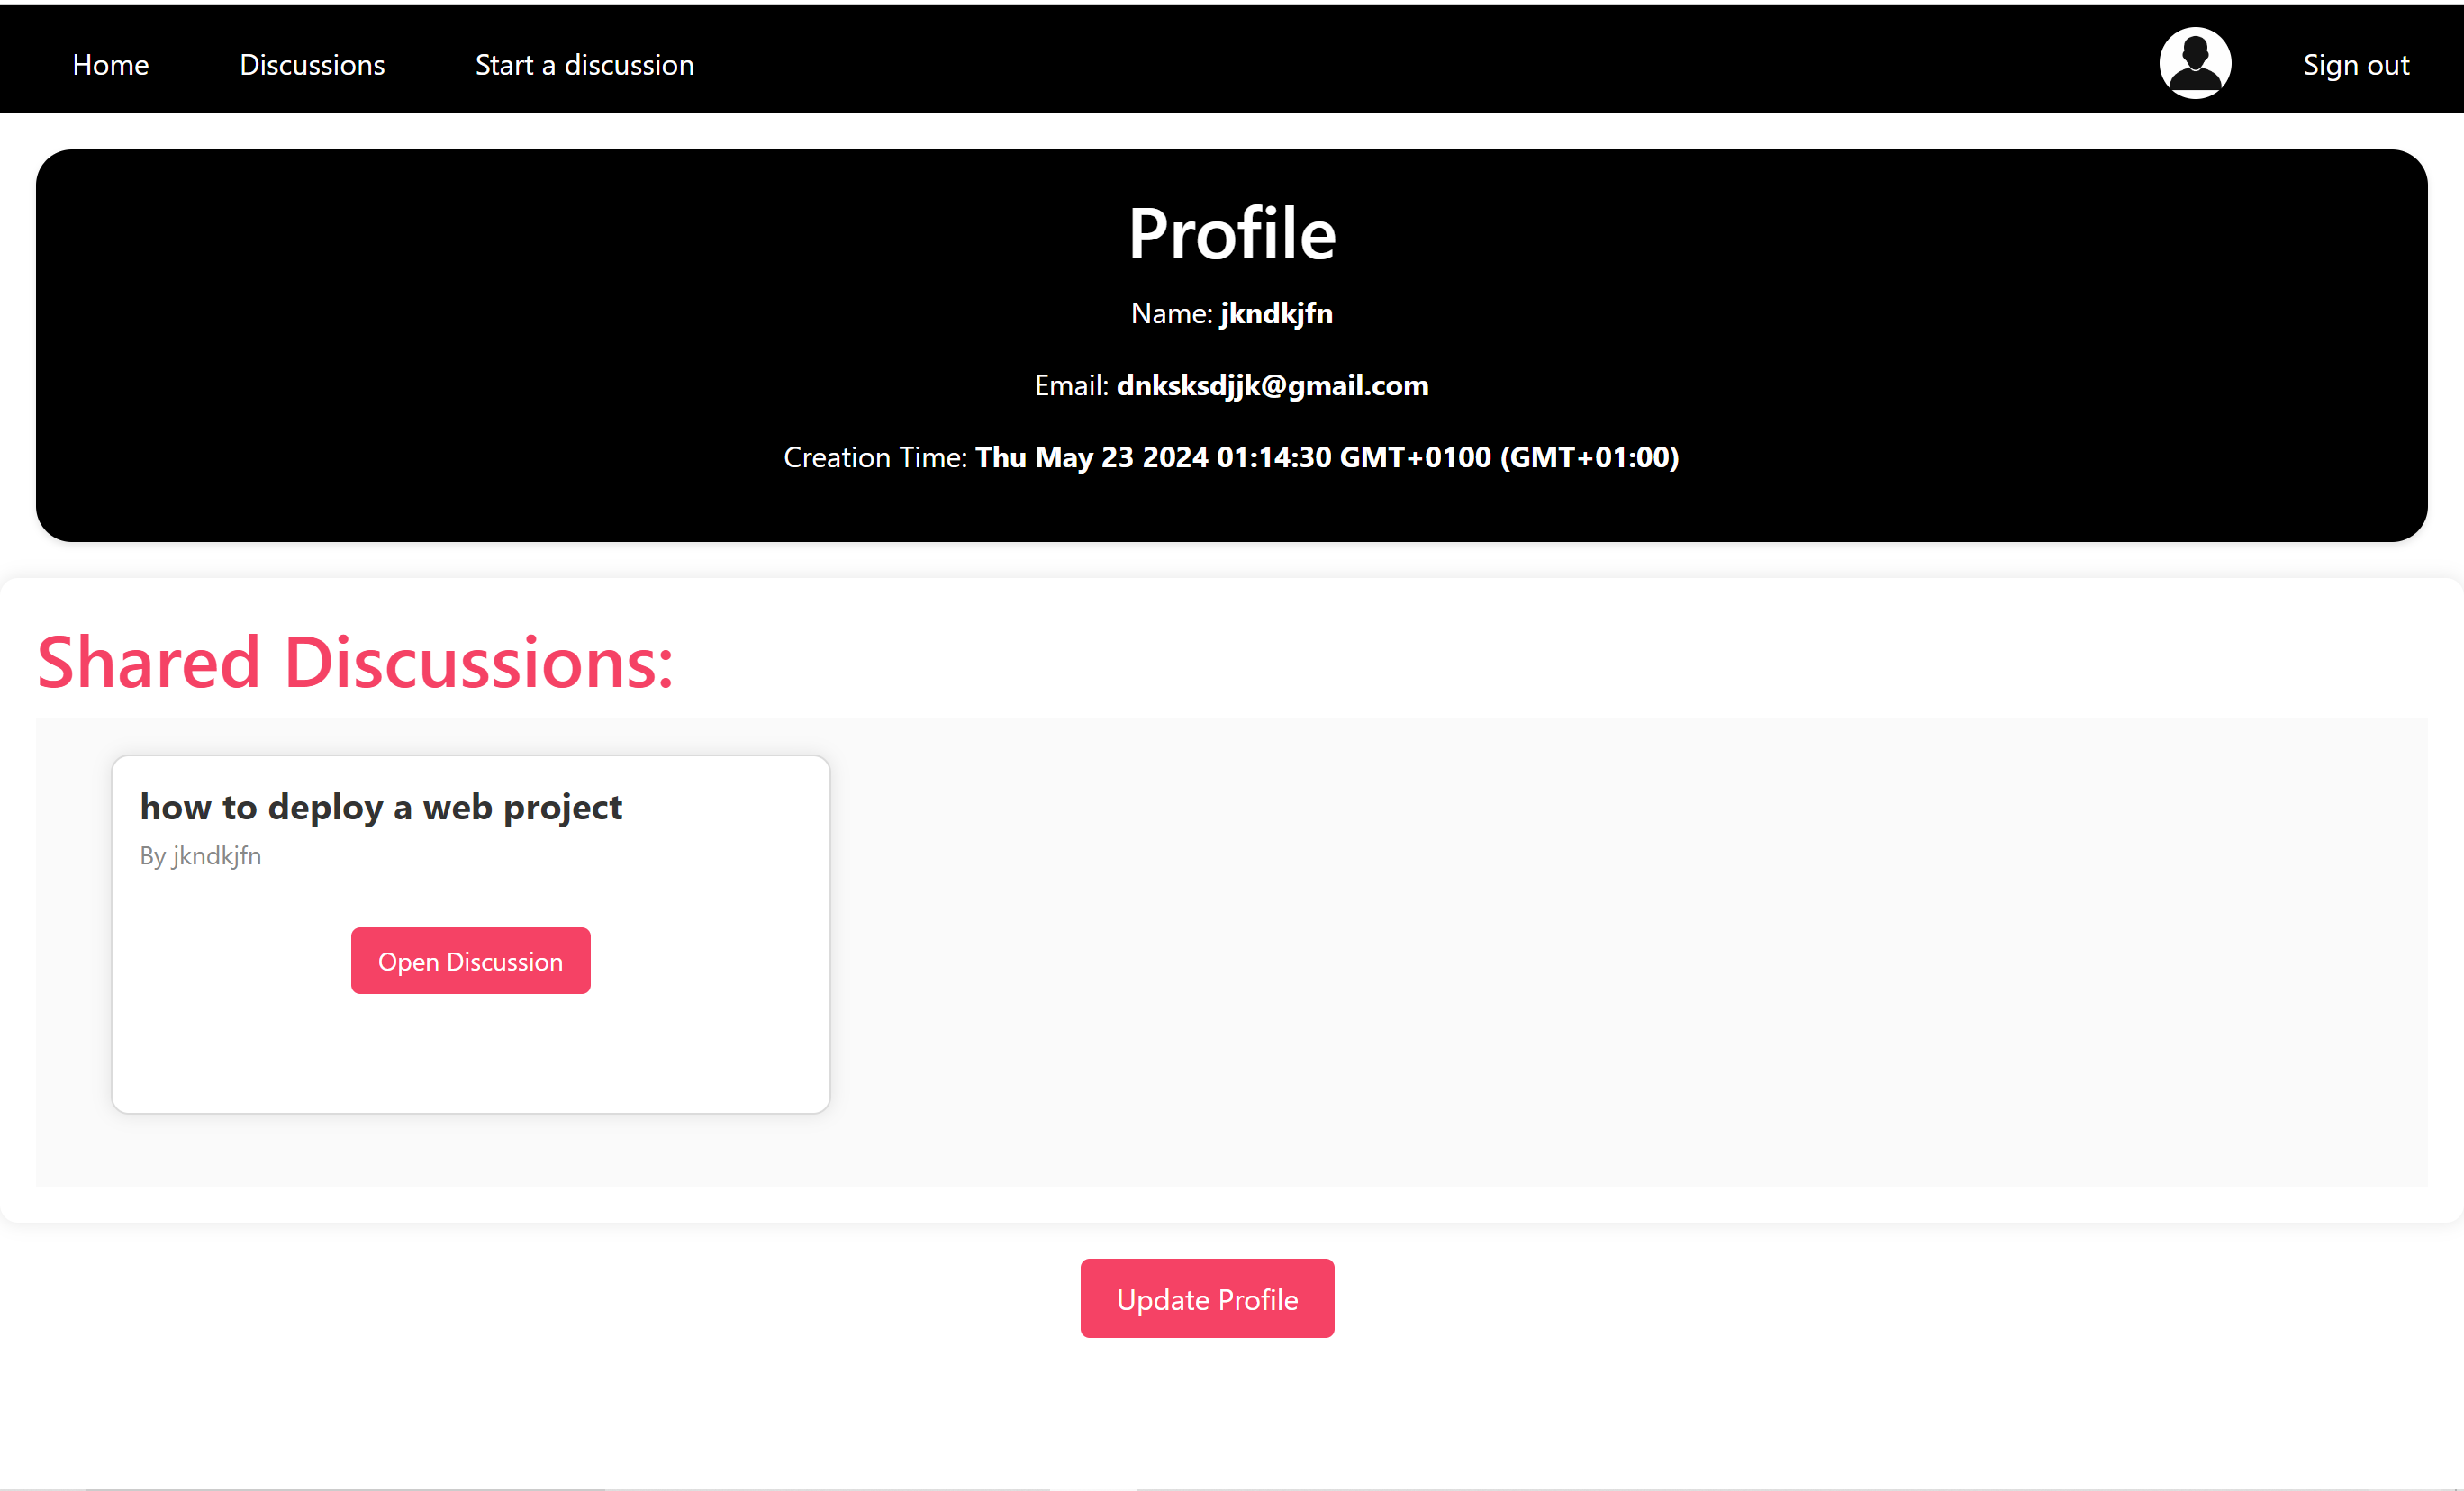 Home Discussions Start a discussion Sign out
Profile
Name: jkndkjfn
Email: dnksksdjjk@gmail.com
Creation Time: Thu May 23 2024 01:14:30 GMT+0100 (GMT+01:00)
Shared Discussions:
how to deploy a web project
By jkndkjfn
Open Discussion
Update Profile